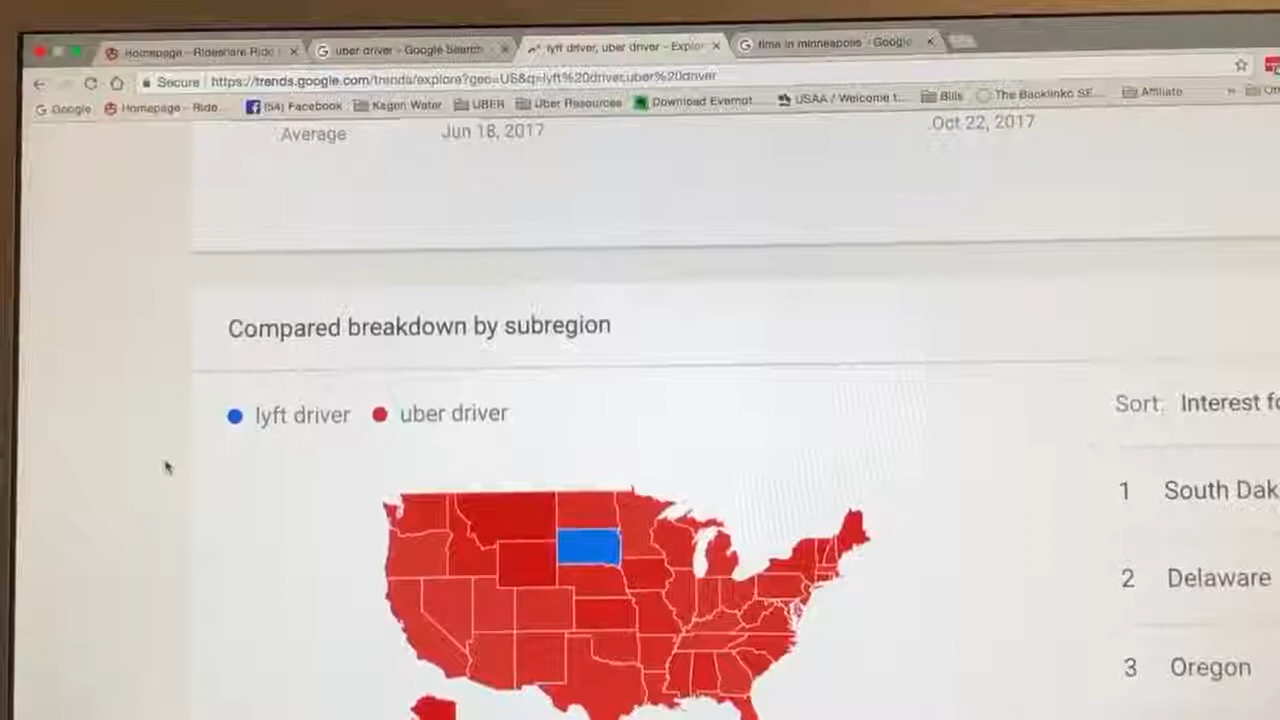 Homepage - Rideshare Ride
uber driver - Google Search
lyft driver, uber driver - Explor
time in minneapolis - Google
Secure https://trends.google.com/trends/explore?geo=US&q=lyft%20driver,uber%20driver
Google Homepage - Ride... (54) Facebook Kagen Water UBER Uber Resources Download Evernot... USAA / Welcome t... Bills The Backlinko SE... Affiliate
Average Jun 18, 2017 Oct 22, 2017
Compared breakdown by subregion
lyft driver uber driver
Sort. Interest fo
1 South Dak
2 Delaware
3 Oregon